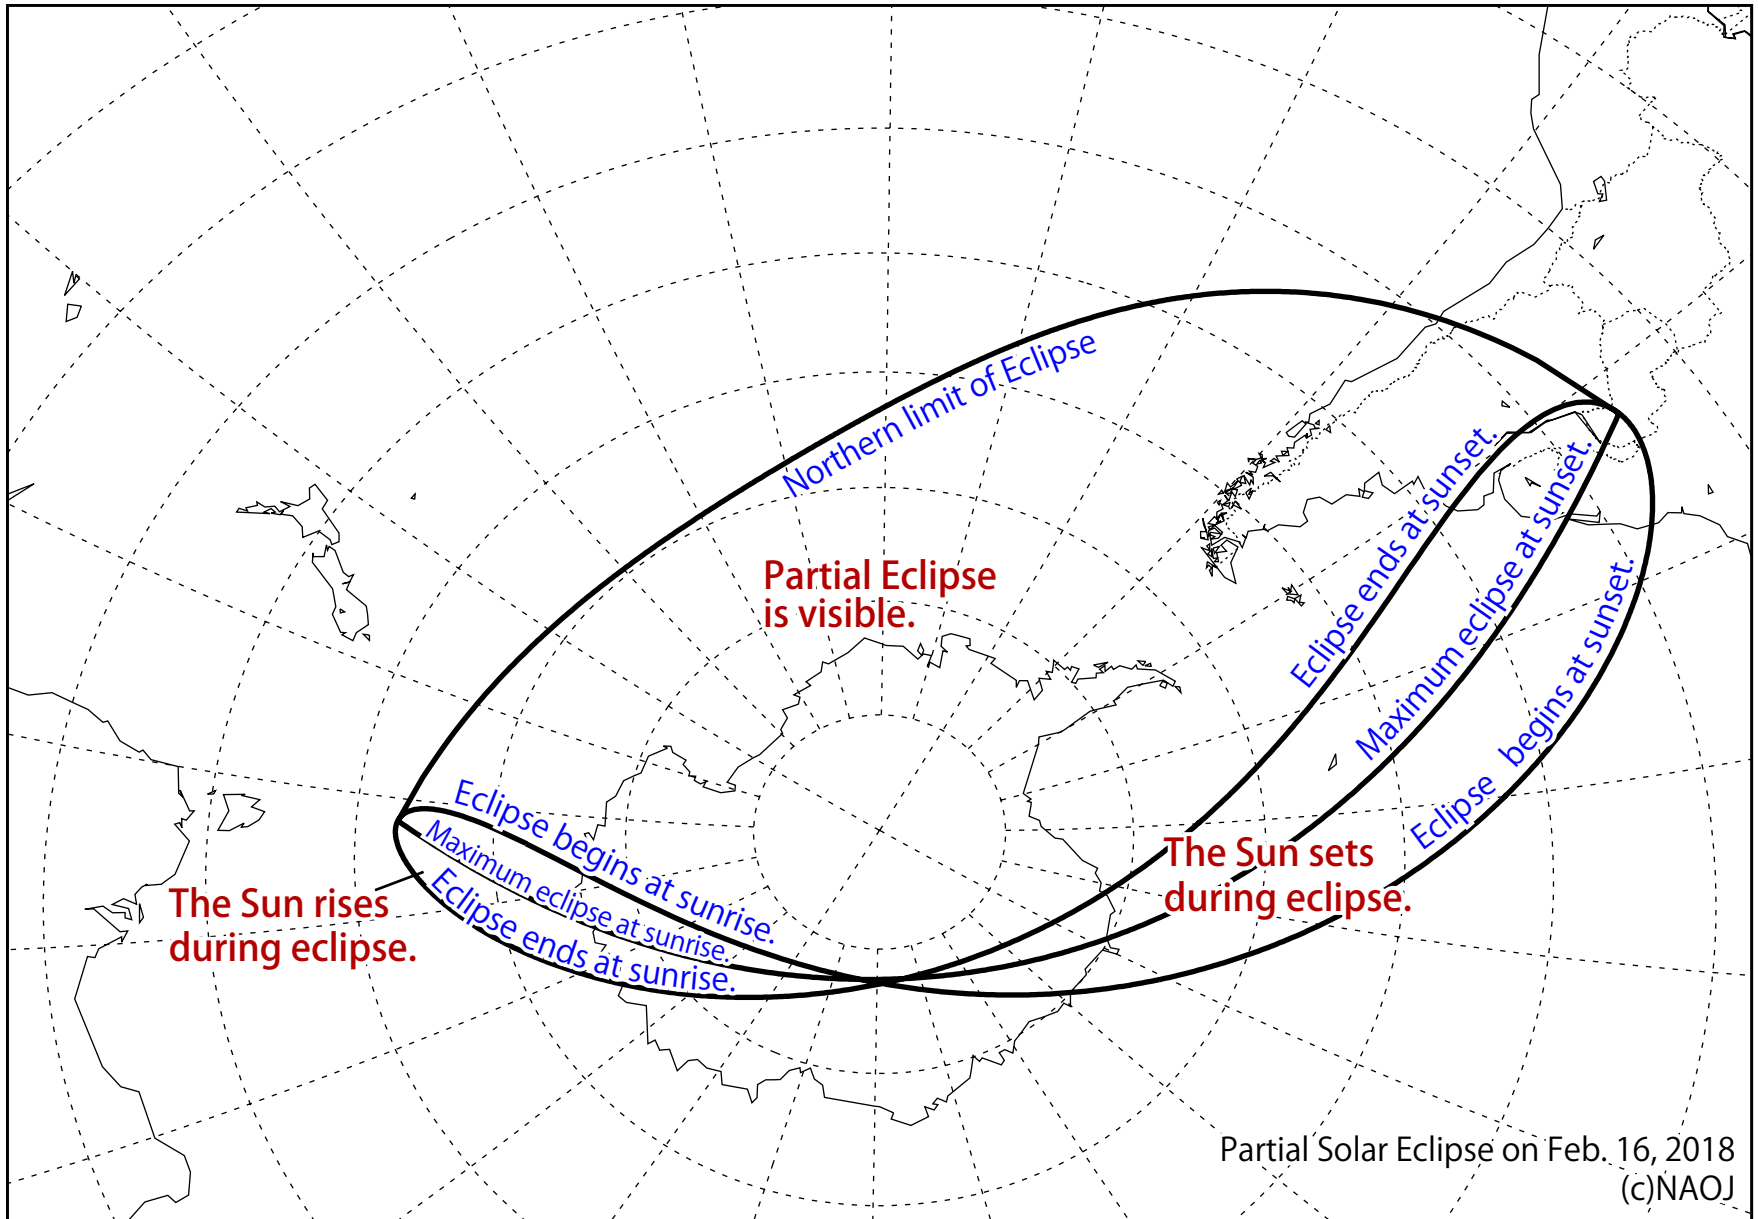 Northern limit of Eclipse
Partial Eclipse
is visible.
Eclipse ends at sunset.
Maximum eclipse at sunset.
Eclipse begins at sunset.
Eclipse begins at sunrise.
Maximum eclipse at sunrise.
Eclipse ends at sunrise.
The Sun rises
during eclipse.
The Sun sets
during eclipse.
Partial Solar Eclipse on Feb. 16, 2018
(c)NAOJ